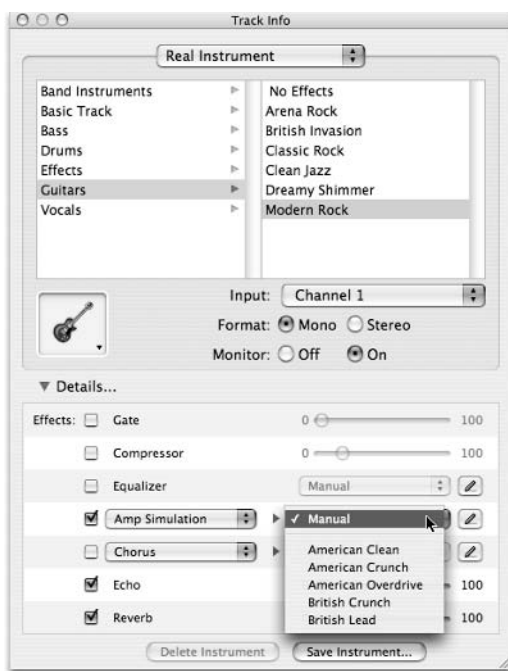 Track Info
Real Instrument
Band Instruments
Basic Track
Bass
Drums
Effects
Guitars
Vocals
No Effects
Arena Rock
British Invasion
Classic Rock
Clean Jazz
Dreamy Shimmer
Modern Rock
Input: Channel 1
Format: Mono Stereo
Monitor: Off On
Details...
Effects: Gate 0 100
Compressor 0 100
Equalizer Manual
Amp Simulation Manual
American Clean
Chorus
American Crunch
American Overdrive
Echo 100
British Crunch
British Lead
Reverb 100
Delete Instrument Save Instrument...